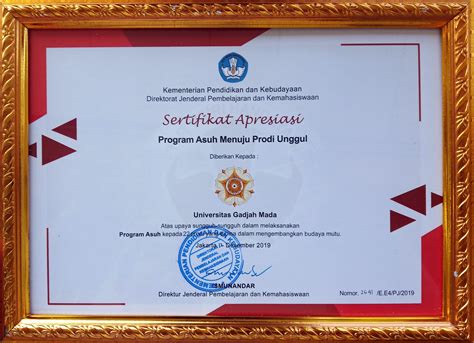 Kementerian Pendidikan dan Kebudayaan
Direktorat Jenderal Pembelajaran dan Kemahasiswaan
Sertifikat Apresiasi
Program Asuh Menuju Prodi Unggul
Diberikan Kepada :
Universitas Gadjah Mada
Atas upaya sungguh-sungguh dalam melaksanakan
Program Asuh kepada 22 dalam mengembangkan budaya mutu.
Jakarta, Desember 2019
ISMUNANDAR
Direktur Jenderal Pembelajaran dan Kemahasiswaan
Nomor. /E.E4/PJ/2019